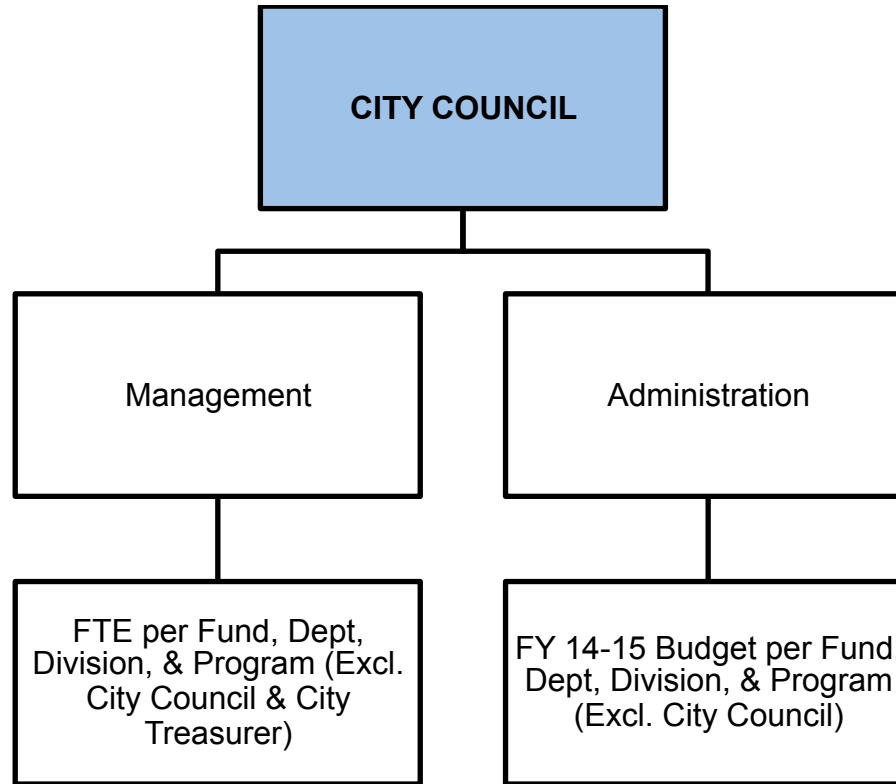 CITY COUNCIL
Management
Administration
FTE per Fund, Dept,
Division, & Program (Excl.
City Council & City
Treasurer)
FY 14-15 Budget per Fund
Dept, Division, & Program
(Excl. City Council)